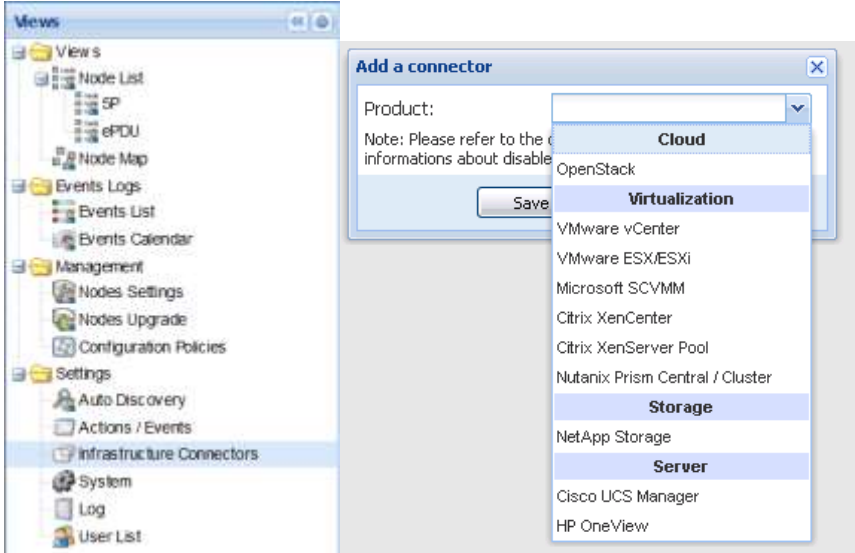 Views
Views
Node List
SP
ePDU
Node Map
Events Logs
Events List
Events Calendar
Management
Nodes Settings
Nodes Upgrade
Configuration Policies
Settings
Auto Discovery
Actions / Events
Infrastructure Connectors
System
Log
User List
Add a connector
Product:
Note: Please refer to the
informations about disable
Save
Cloud
OpenStack
Virtualization
VMware vCenter
VMware ESX/ESXi
Microsoft SCVMM
Citrix XenCenter
Citrix XenServer Pool
Nutanix Prism Central / Cluster
Storage
NetApp Storage
Server
Cisco UCS Manager
HP OneView